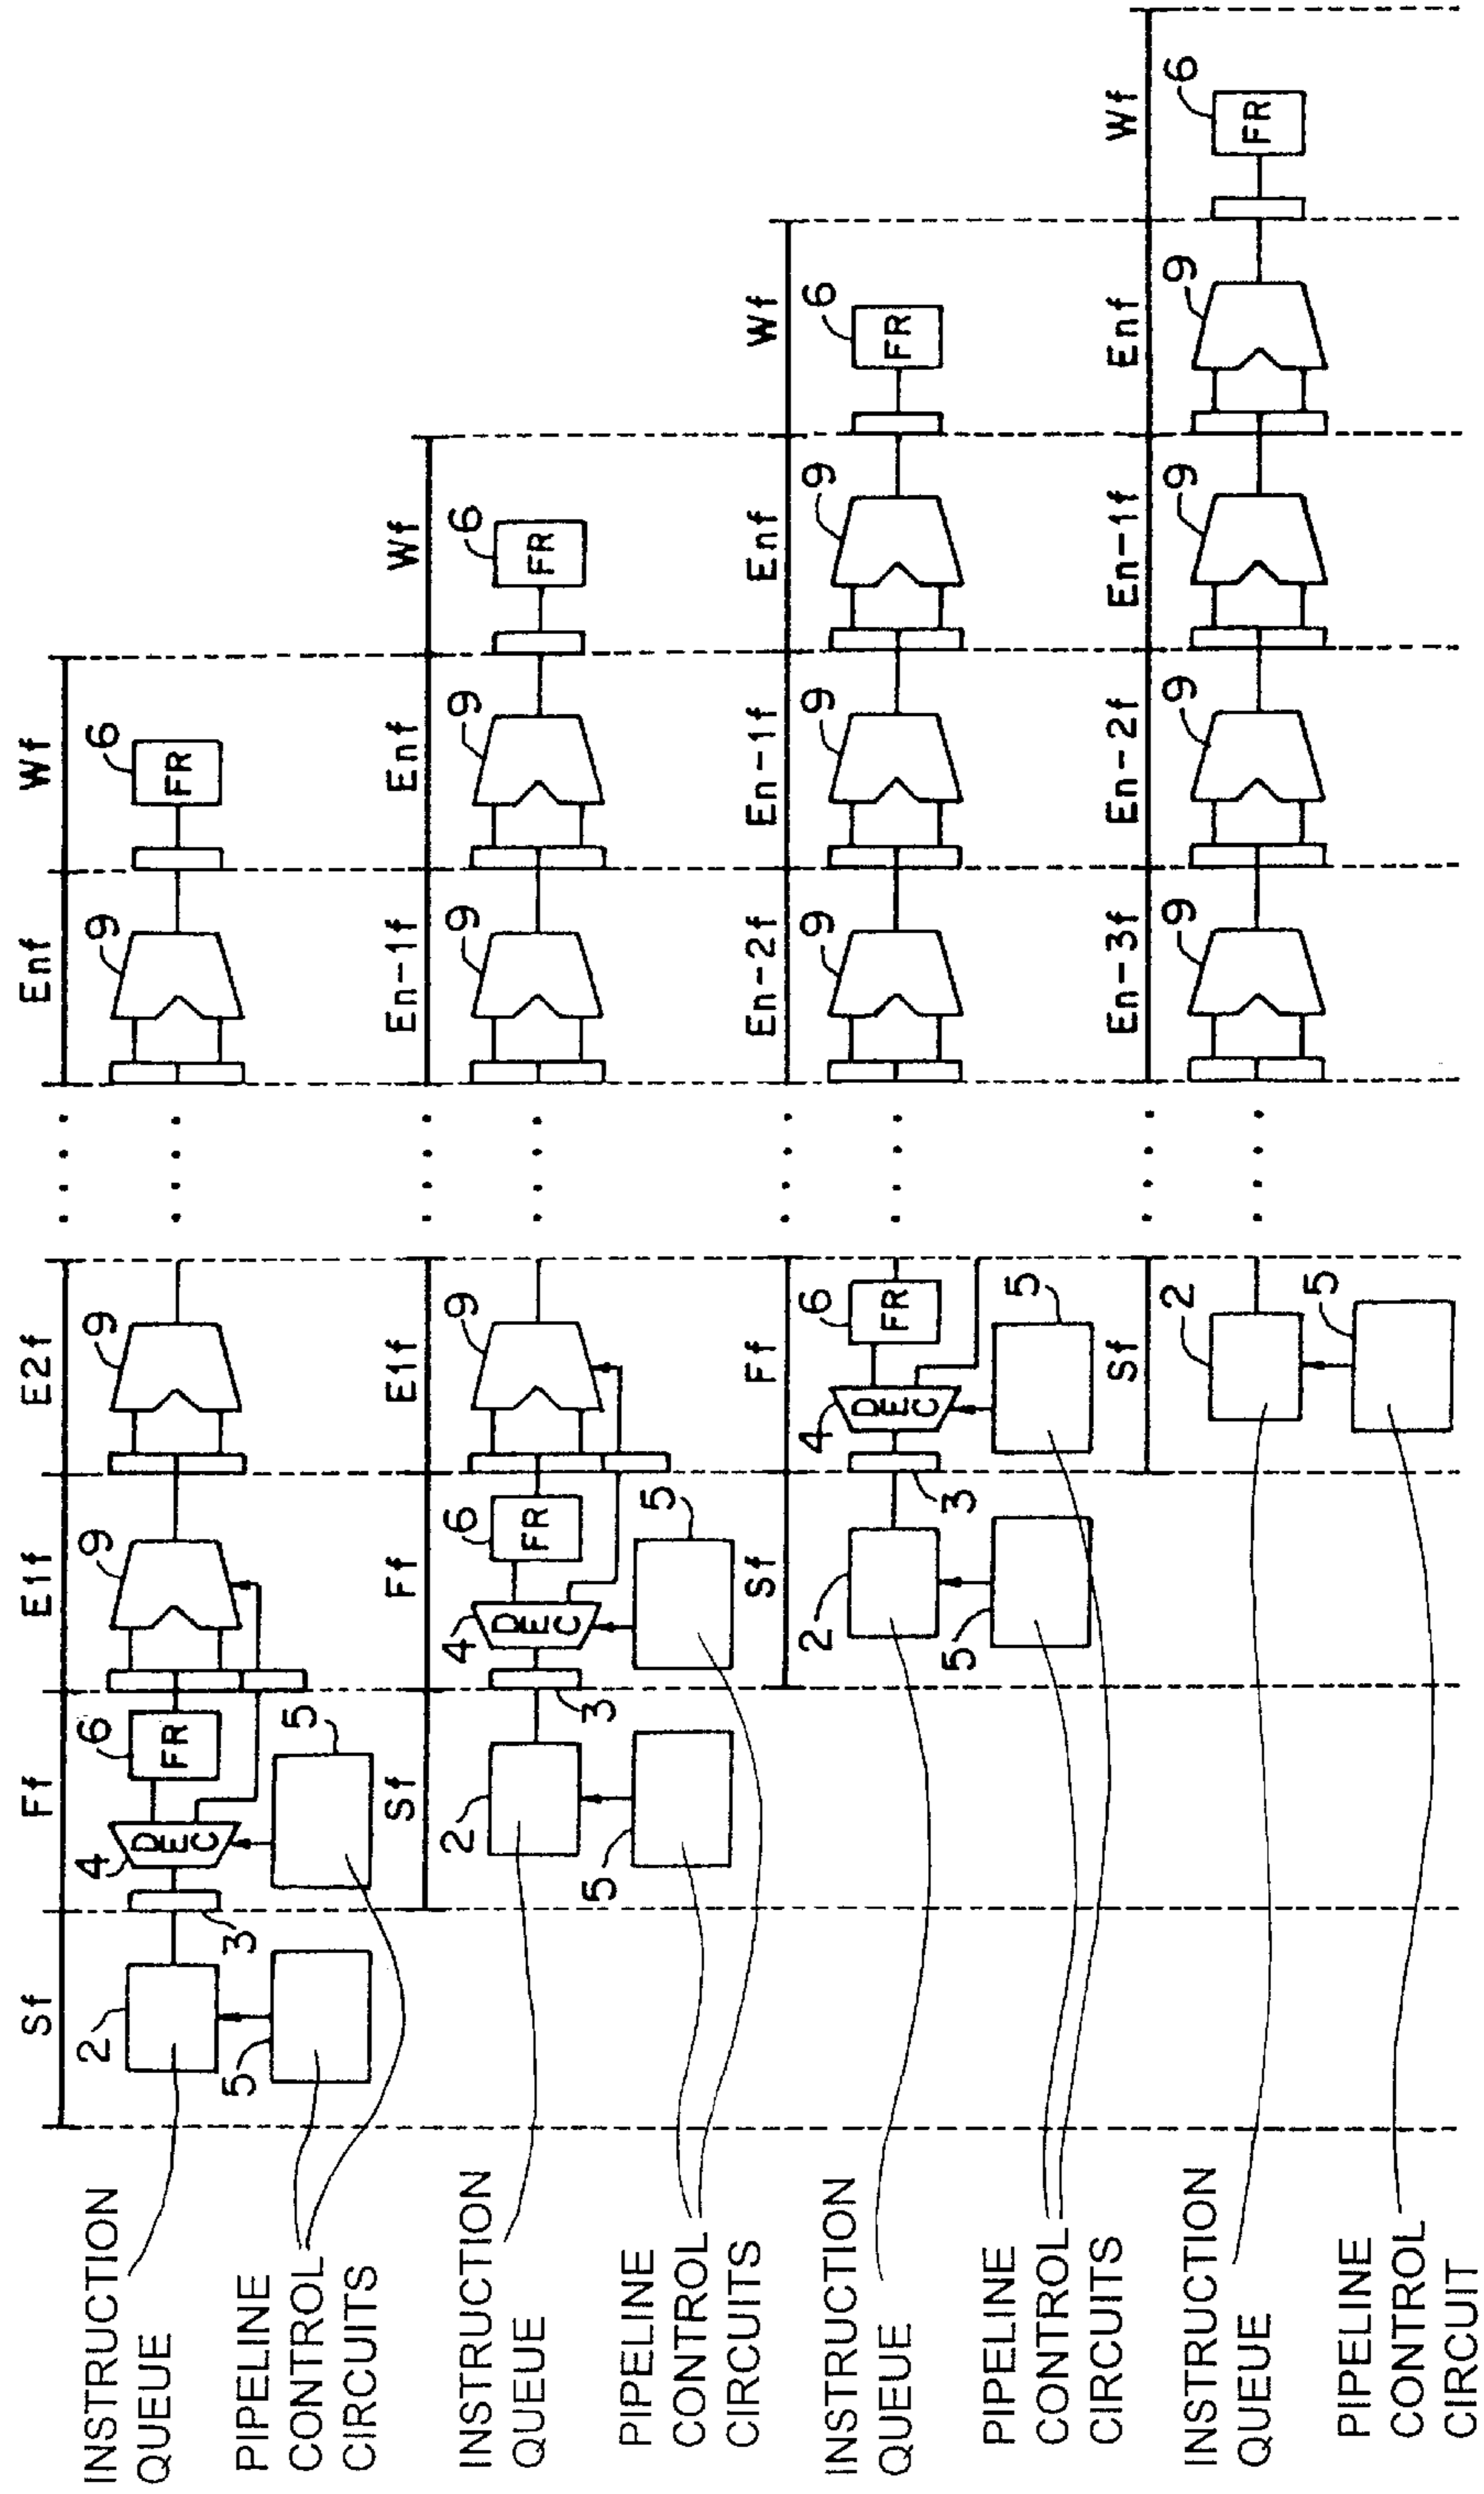 Sf Ff E1f E2f . . . . Enf Wf
2 4 6 9 9 9 6
INSTRUCTION
QUEUE
DEC FR FR
5 3 5
PIPELINE
CONTROL
CIRCUITS
Sf Ff E1f . . . . En-1f Enf Wf
2 4 6 9 9 9 6
INSTRUCTION
QUEUE
DEC FR FR
5 3 5
PIPELINE
CONTROL
CIRCUITS
Sf Ff . . . . En-2f En-1f Enf Wf
2 4 6 9 9 9 6
INSTRUCTION
QUEUE
DEC FR FR
5 3 5
PIPELINE
CONTROL
CIRCUITS
Sf . . . . En-3f En-2f En-1f Enf Wf
2 9 9 9 9 6
INSTRUCTION
QUEUE
FR
5
PIPELINE
CONTROL
CIRCUIT